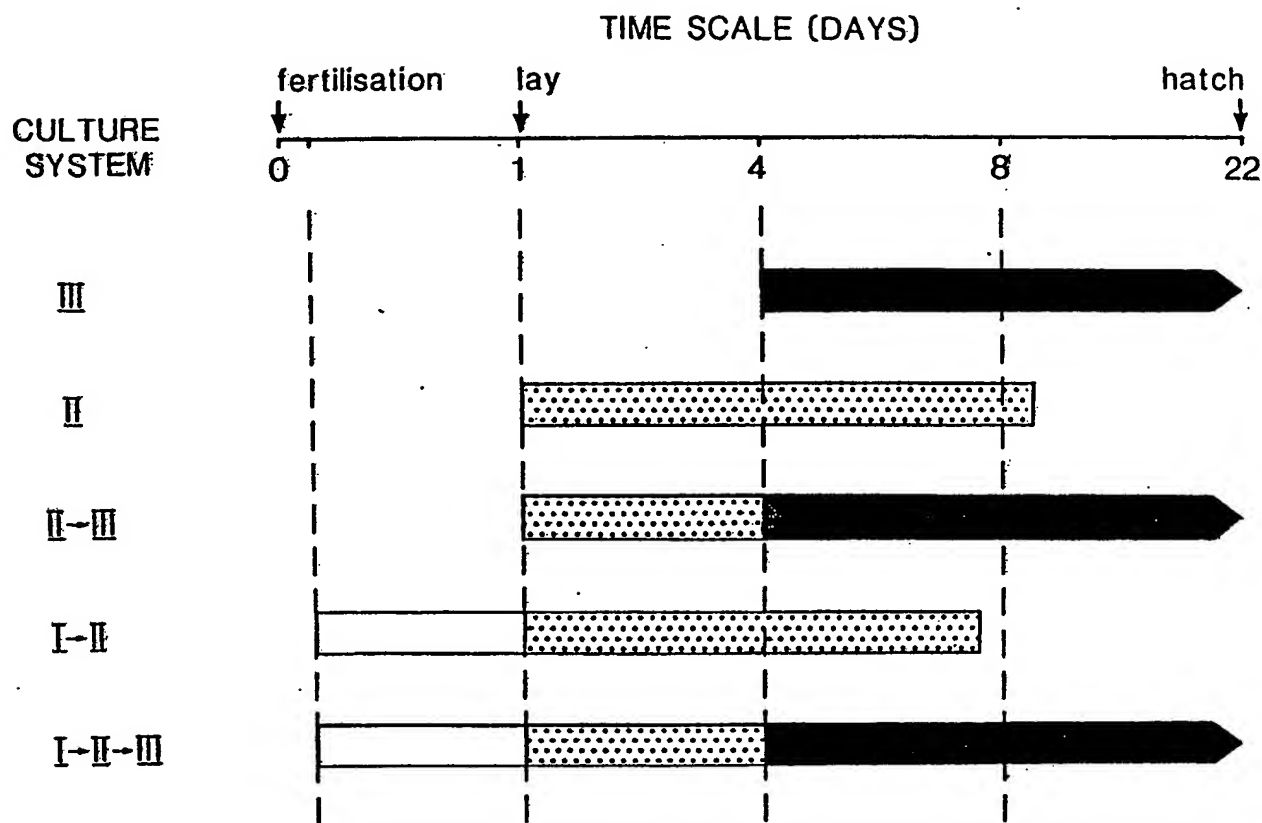 TIME SCALE (DAYS)
fertilisation lay hatch
CULTURE
SYSTEM
0 1 4 8 22
III
II
II→III
I→II
I→II→III